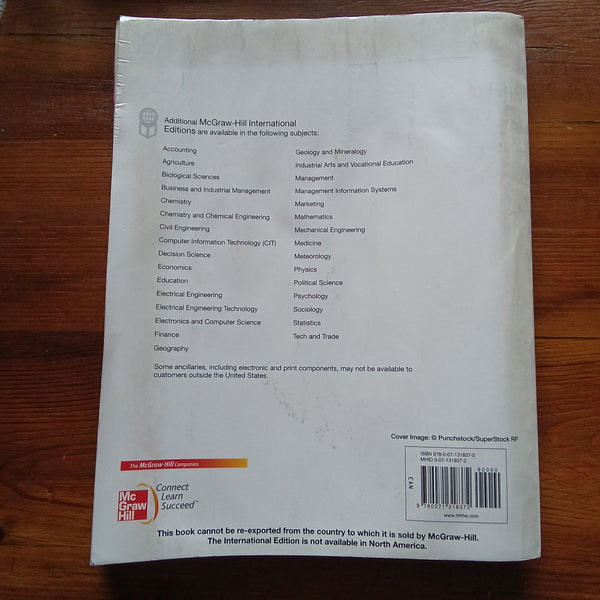 Additional McGraw-Hill International
Editions are available in the following subjects:
Accounting
Agriculture
Biological Sciences
Business and Industrial Management
Chemistry
Chemistry and Chemical Engineering
Civil Engineering
Computer Information Technology (CIT)
Decision Science
Economics
Education
Electrical Engineering
Electrical Engineering Technology
Electronics and Computer Science
Finance
Geography
Geology and Mineralogy
Industrial Arts and Vocational Education
Management
Management Information Systems
Marketing
Mathematics
Mechanical Engineering
Medicine
Meteorology
Physics
Political Science
Psychology
Sociology
Statistics
Tech and Trade
Some ancillaries, including electronic and print components, may not be available to
customers outside the United States.
Cover Image: © Punchstock/SuperStock RF
ISBN 978-0-07-131837-2
MHID 0-07-131837-2
90000
EAN
9 780071 318372
www.mhhe.com
The McGraw·Hill Companies
Mc
Graw
Hill
Connect
Learn
Succeed™
This book cannot be re-exported from the country to which it is sold by McGraw-Hill.
The International Edition is not available in North America.